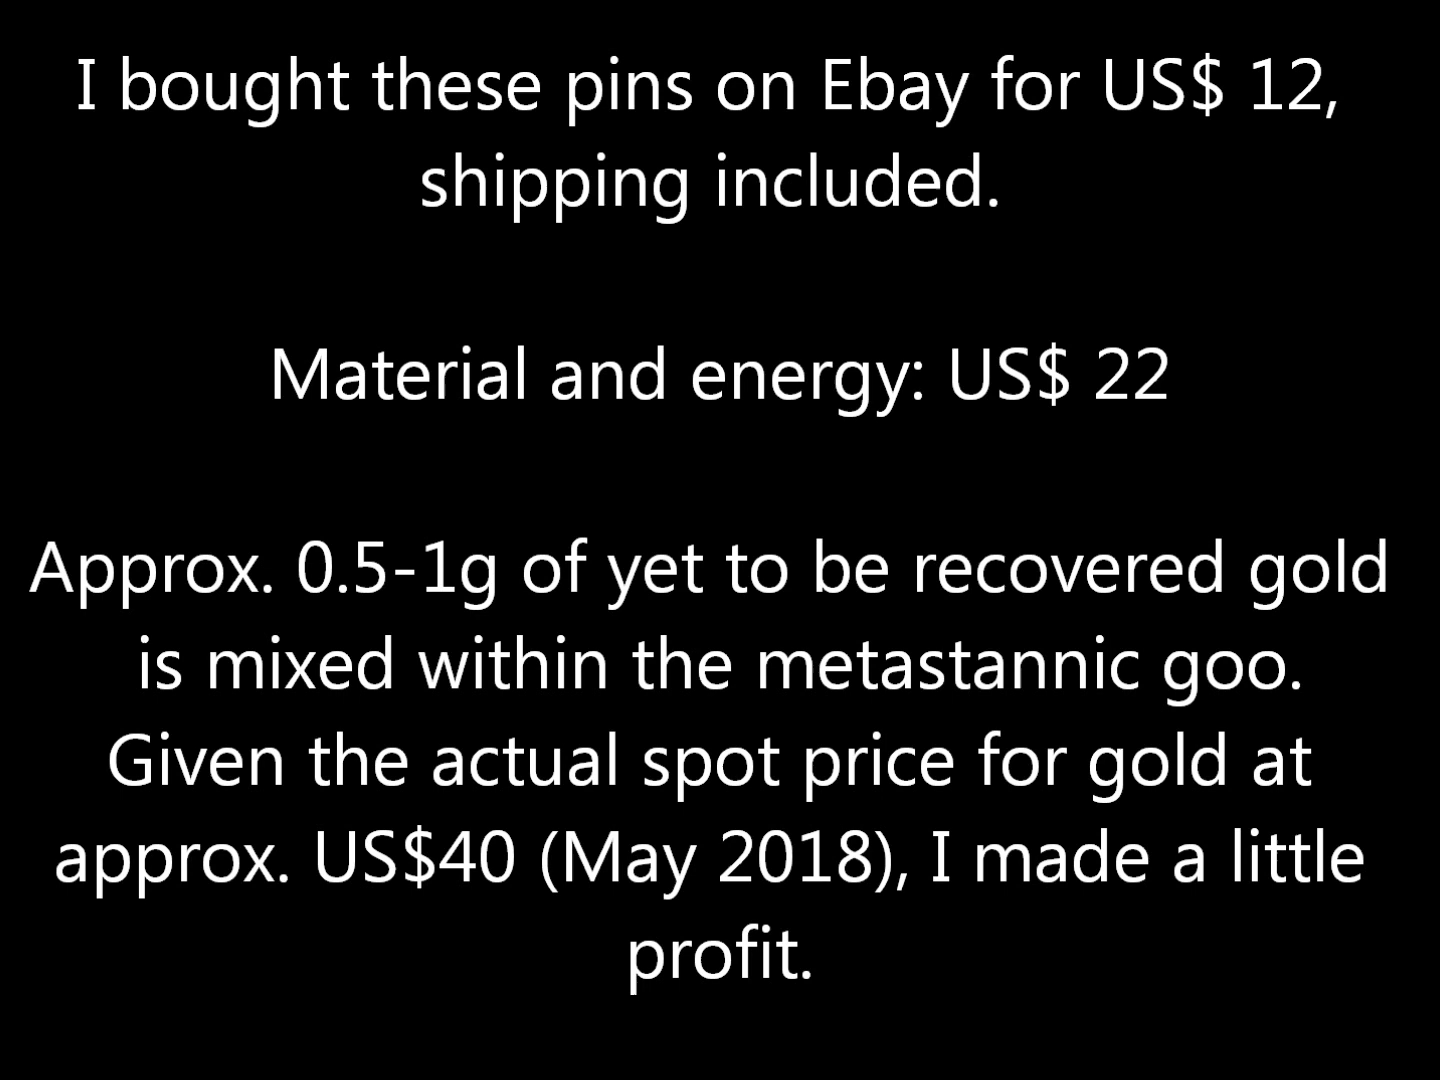 I bought these pins on Ebay for US$ 12,
shipping included.
Material and energy: US$ 22
Approx. 0.5-1g of yet to be recovered gold
is mixed within the metastannic goo.
Given the actual spot price for gold at
approx. US$40 (May 2018), I made a little
profit.